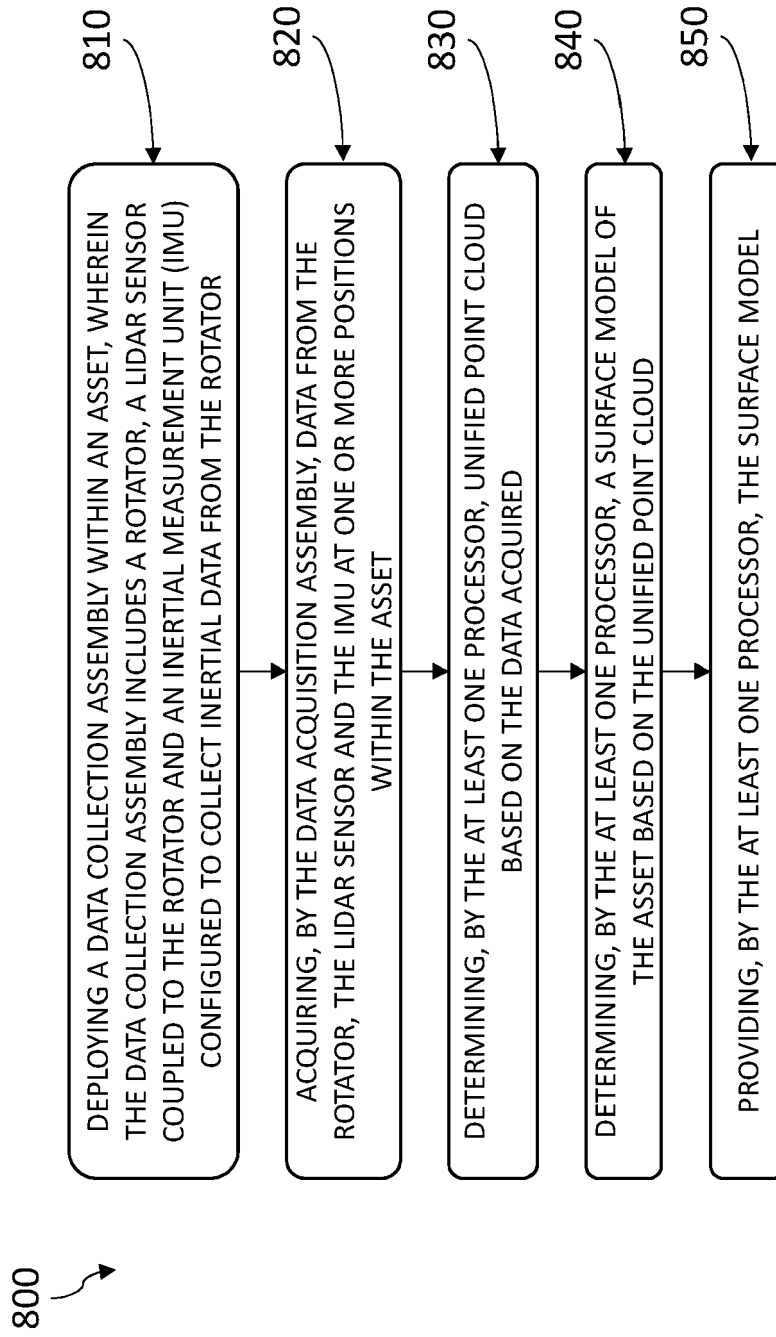 800
810
DEPLOYING A DATA COLLECTION ASSEMBLY WITHIN AN ASSET, WHEREIN
THE DATA COLLECTION ASSEMBLY INCLUDES A ROTATOR, A LIDAR SENSOR
COUPLED TO THE ROTATOR AND AN INERTIAL MEASUREMENT UNIT (IMU)
CONFIGURED TO COLLECT INERTIAL DATA FROM THE ROTATOR
820
ACQUIRING, BY THE DATA ACQUISITION ASSEMBLY, DATA FROM THE
ROTATOR, THE LIDAR SENSOR AND THE IMU AT ONE OR MORE POSITIONS
WITHIN THE ASSET
830
DETERMINING, BY THE AT LEAST ONE PROCESSOR, UNIFIED POINT CLOUD
BASED ON THE DATA ACQUIRED
840
DETERMINING, BY THE AT LEAST ONE PROCESSOR, A SURFACE MODEL OF
THE ASSET BASED ON THE UNIFIED POINT CLOUD
850
PROVIDING, BY THE AT LEAST ONE PROCESSOR, THE SURFACE MODEL